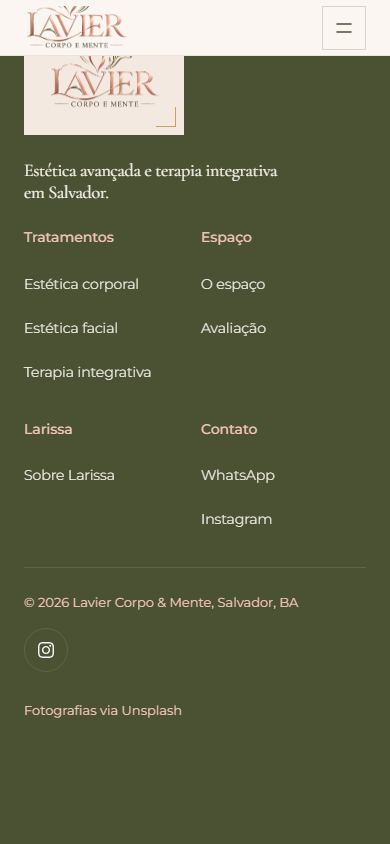 LAVIER
CORPO E MENTE
LAVIER
CORPO E MENTE
Estética avançada e terapia integrativa
em Salvador.
Tratamentos
Estética corporal
Estética facial
Terapia integrativa
Espaço
O espaço
Avaliação
Larissa
Sobre Larissa
Contato
WhatsApp
Instagram
© 2026 Lavier Corpo & Mente, Salvador, BA
Fotografias via Unsplash